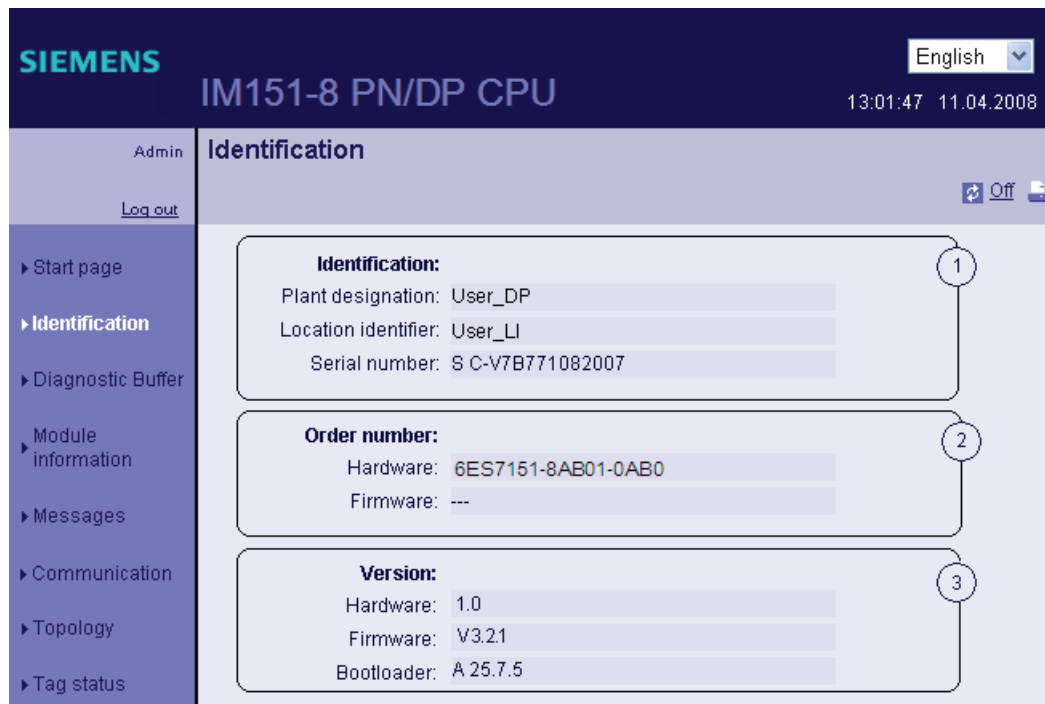 SIEMENS
English
IM151-8 PN/DP CPU
13:01:47 11.04.2008
Admin
Identification
Off
Log out
Start page
Identification
Diagnostic Buffer
Module
information
Messages
Communication
Topology
Tag status
Identification:
1
Plant designation: User_DP
Location identifier: User_LI
Serial number: S C-V7B771082007
Order number:
2
Hardware: 6ES7151-8AB01-0AB0
Firmware: ---
Version:
3
Hardware: 1.0
Firmware: V3.2.1
Bootloader: A 25.7.5